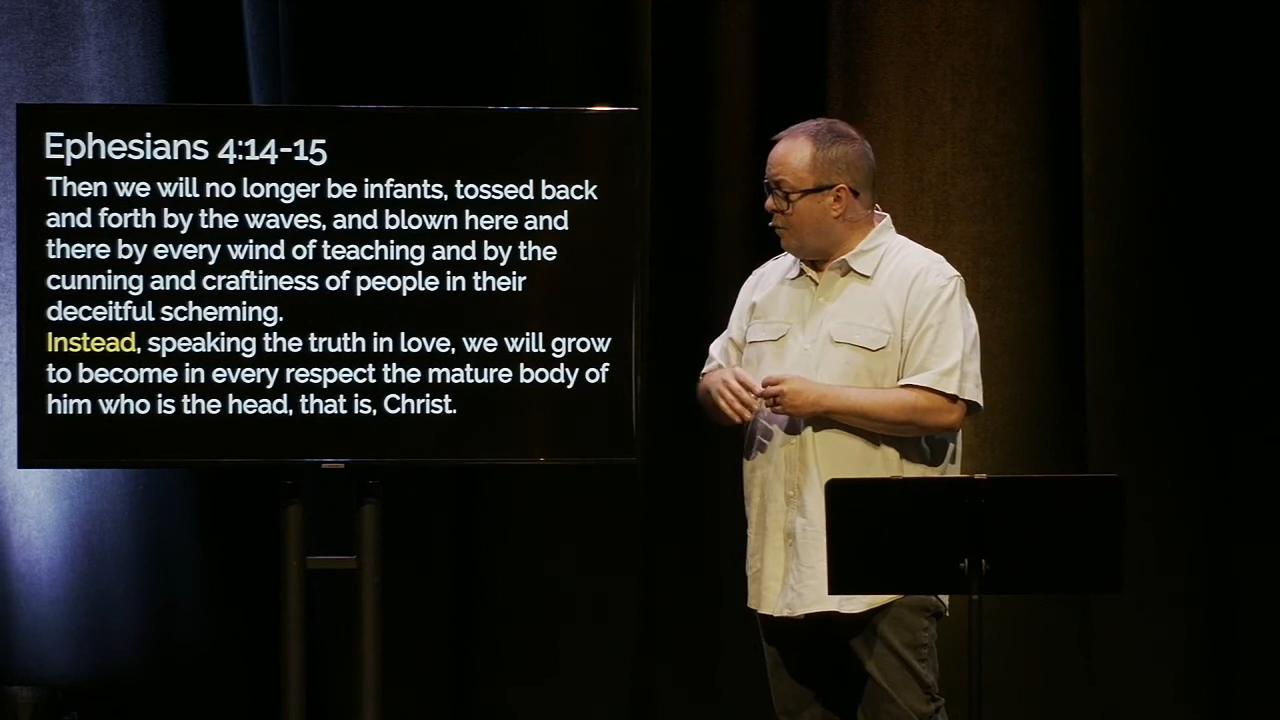 Ephesians 4:14-15
Then we will no longer be infants, tossed back
and forth by the waves, and blown here and
there by every wind of teaching and by the
cunning and craftiness of people in their
deceitful scheming.
Instead, speaking the truth in love, we will grow
to become in every respect the mature body of
him who is the head, that is, Christ.